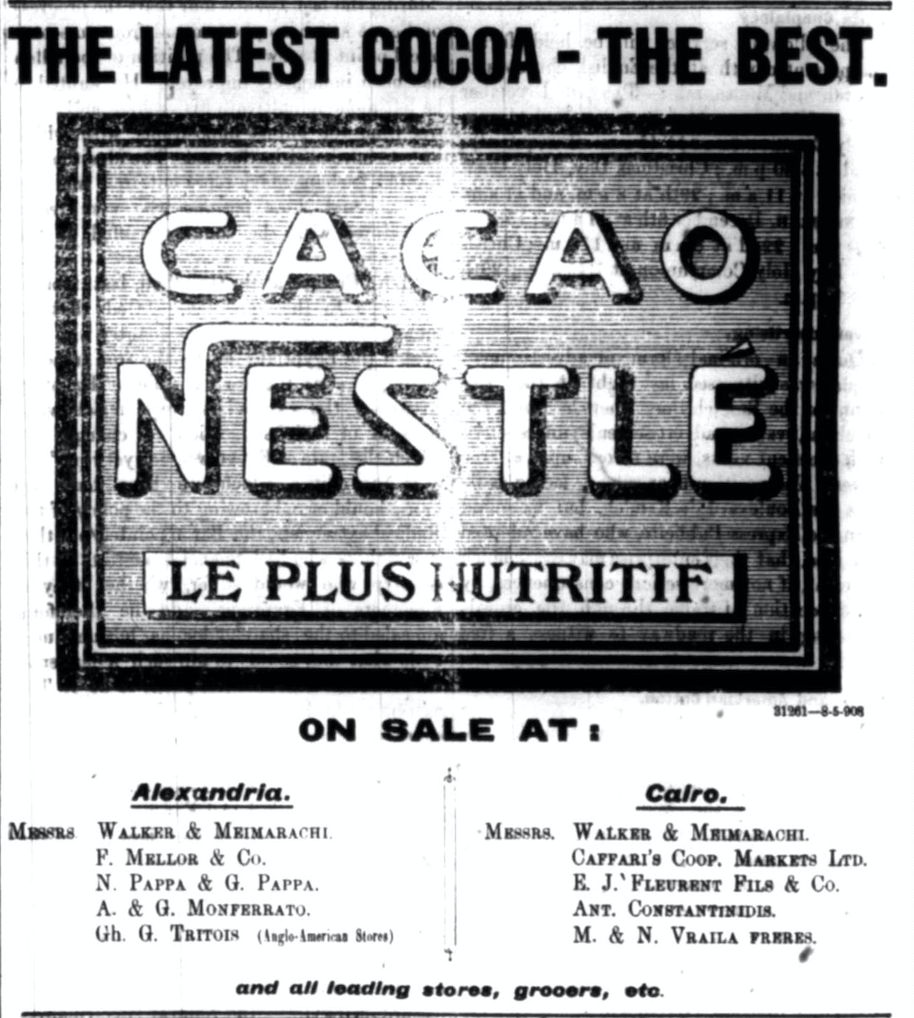 THE LATEST COCOA - THE BEST.
CACAO
NESTLÉ
LE PLUS NUTRITIF.
31261—8-5-908
ON SALE AT:
Alexandria.
MESSRS. WALKER & MEIMARACHI.
F. MELLOR & CO.
N. PAPPA & G. PAPPA.
A. & G. MONFERRATO.
Gh. G. TRITOIS (Anglo-American Stores)
Cairo.
MESSRS. WALKER & MEIMARACHI.
CAFFARI'S COOP. MARKETS LTD.
E. J. FLEURENT FILS & CO.
ANT. CONSTANTINIDIS.
M. & N. VRAILA FRERES.
and all leading stores, grocers, etc.